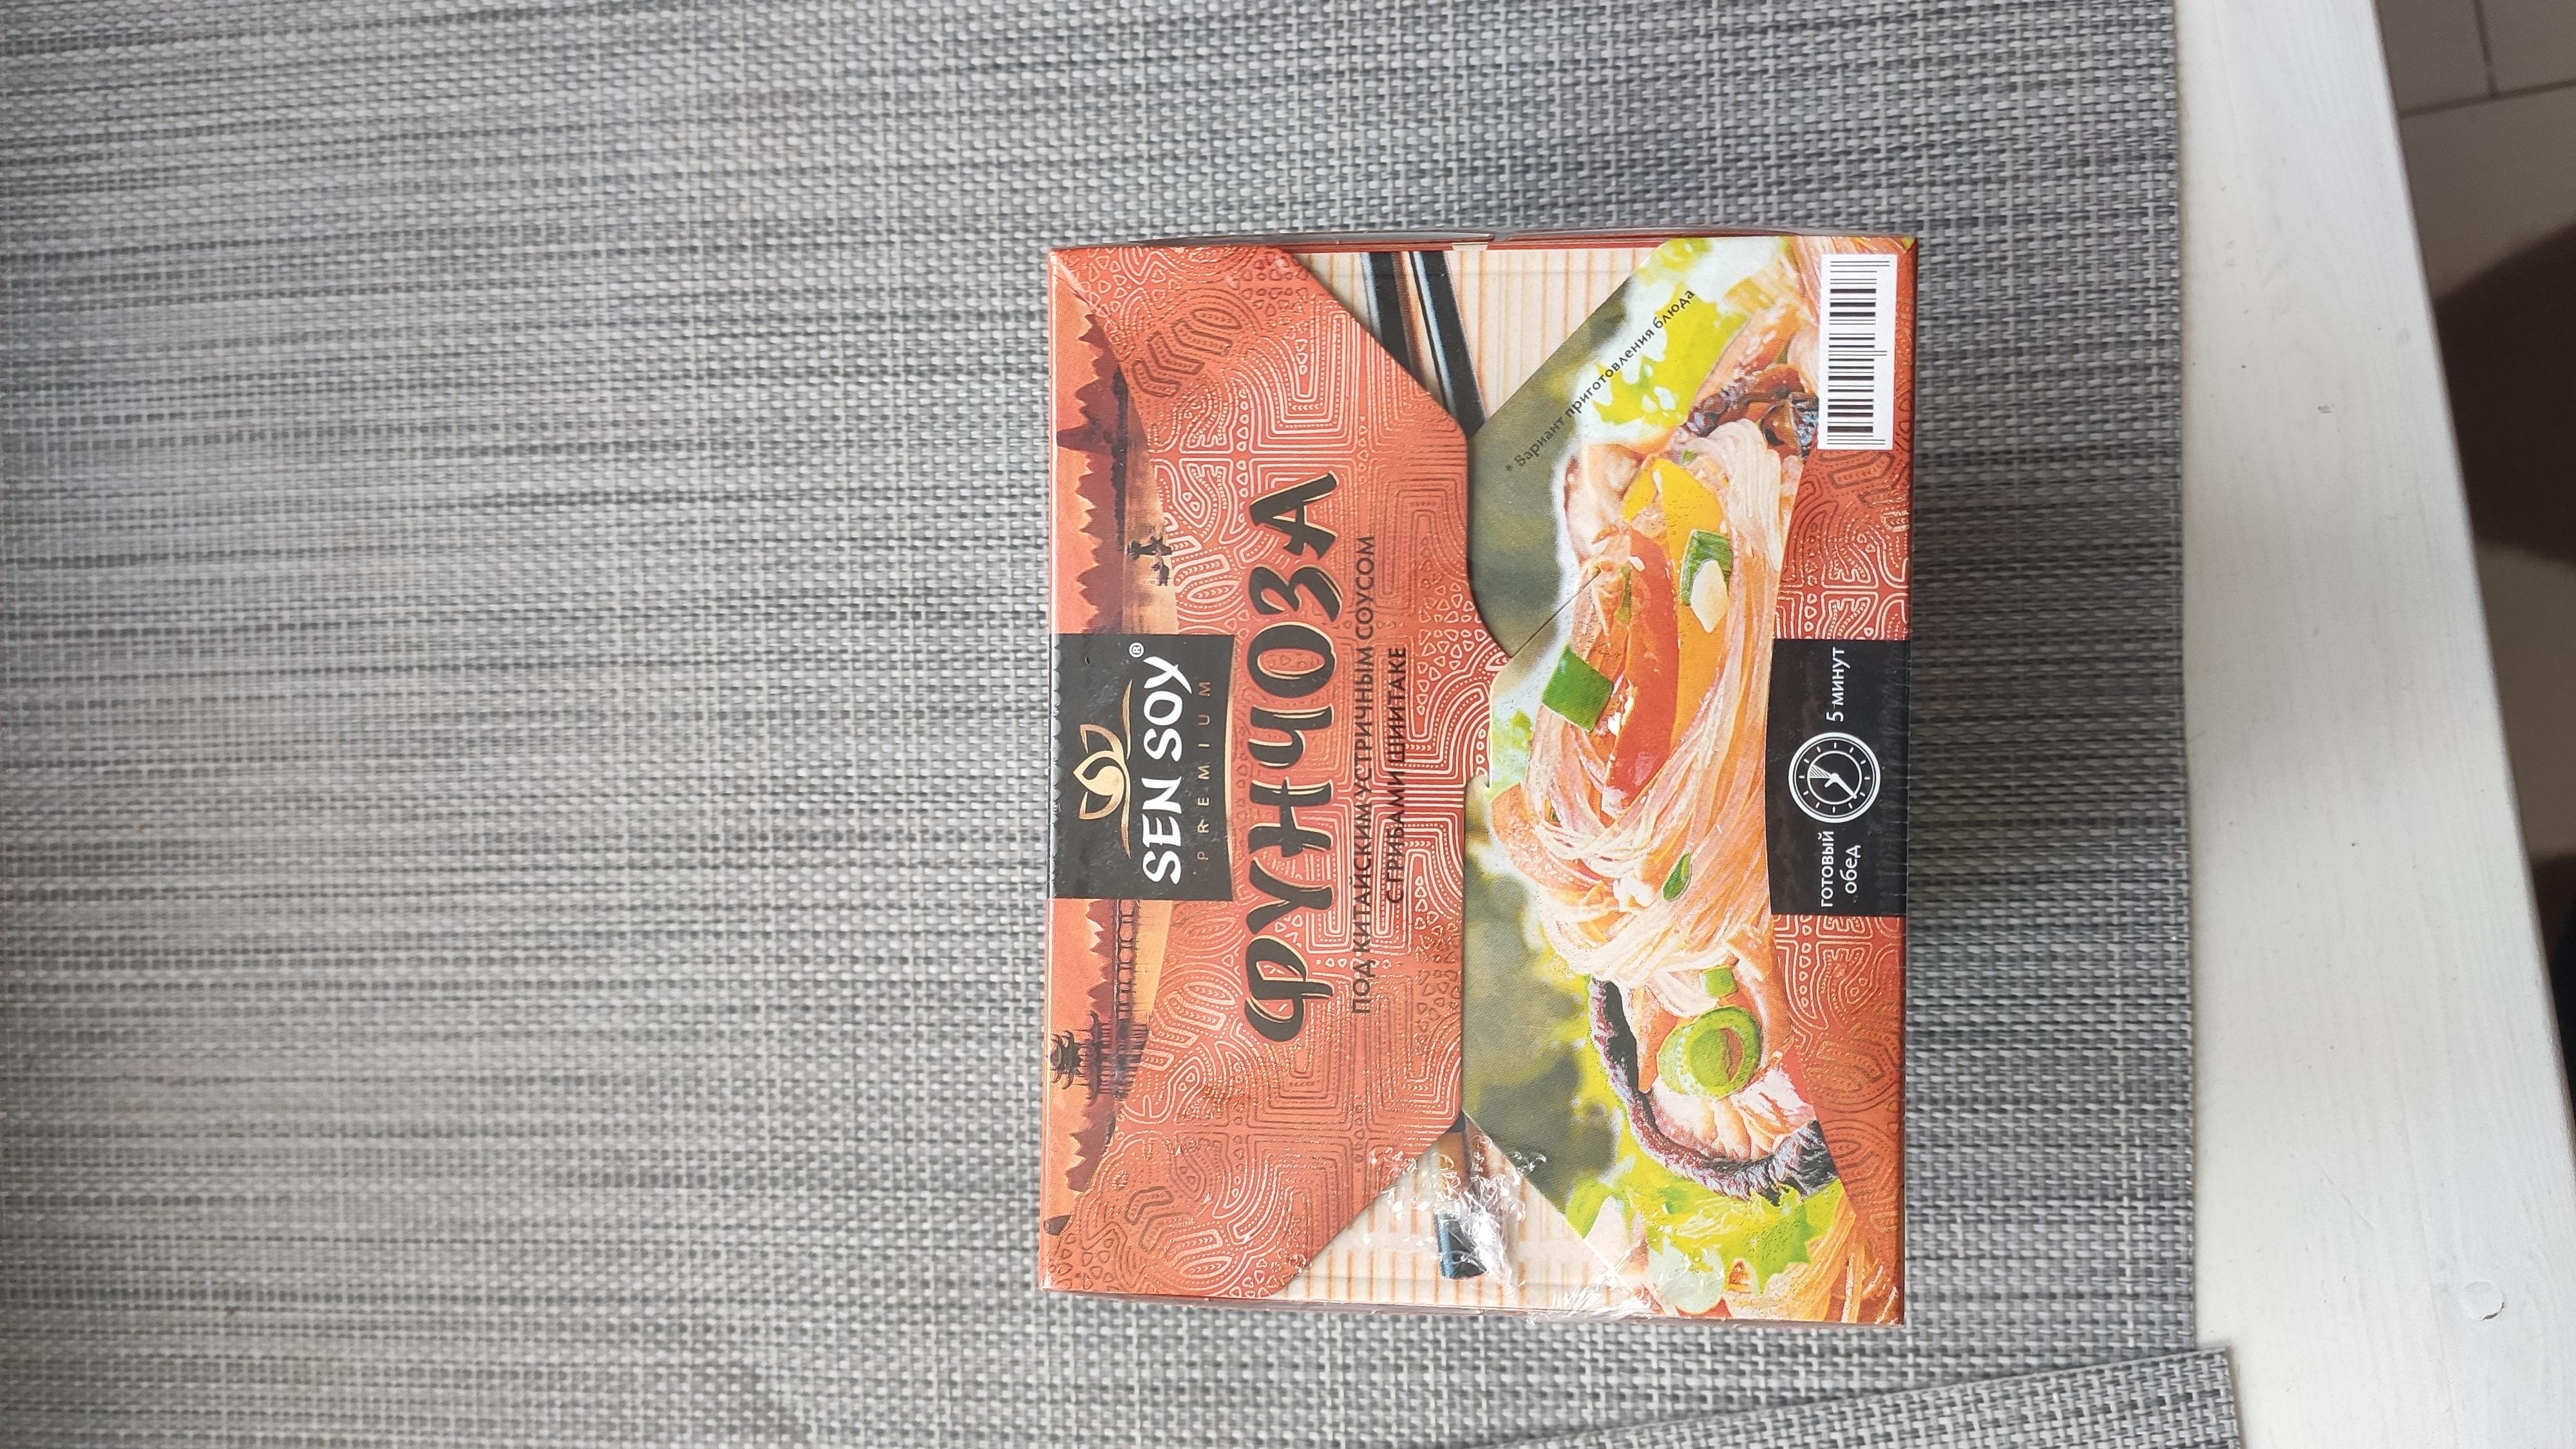 SEN SOY®
PREMIUM
ФУНЧОЗА
ПОД КИТАЙСКИМ УСТРИЧНЫМ СОУСОМ
С ГРИБАМИ ШИИТАКЕ
* Вариант приготовления блюда
готовый
обед
5 минут